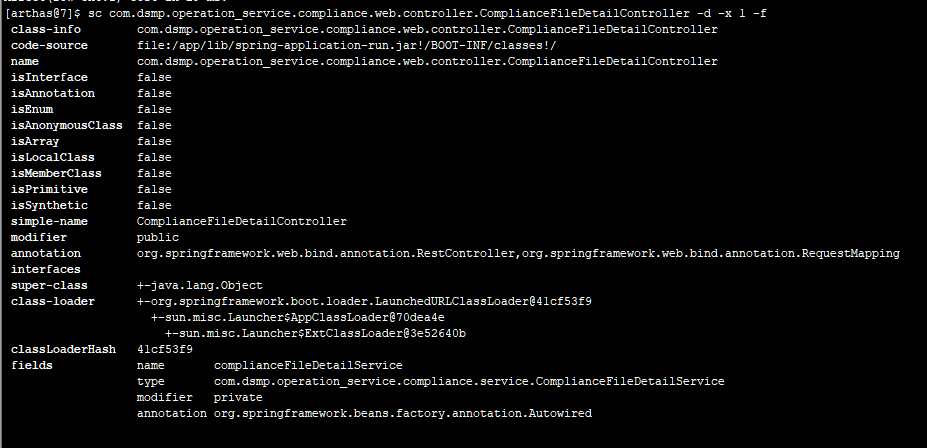 [arthas@7]$ sc com.dsmp.operation_service.compliance.web.controller.ComplianceFileDetailController -d -x 1 -f
class-info com.dsmp.operation_service.compliance.web.controller.ComplianceFileDetailController
code-source file:/app/lib/spring-application-run.jar!/BOOT-INF/classes!/
name com.dsmp.operation_service.compliance.web.controller.ComplianceFileDetailController
isInterface false
isAnnotation false
isEnum false
isAnonymousClass false
isArray false
isLocalClass false
isMemberClass false
isPrimitive false
isSynthetic false
simple-name ComplianceFileDetailController
modifier public
annotation org.springframework.web.bind.annotation.RestController,org.springframework.web.bind.annotation.RequestMapping
interfaces
super-class +-java.lang.Object
class-loader +-org.springframework.boot.loader.LaunchedURLClassLoader@41cf53f9
+-sun.misc.Launcher$AppClassLoader@70dea4e
+-sun.misc.Launcher$ExtClassLoader@3e52640b
classLoaderHash 41cf53f9
fields name complianceFileDetailService
type com.dsmp.operation_service.compliance.service.ComplianceFileDetailService
modifier private
annotation org.springframework.beans.factory.annotation.Autowired